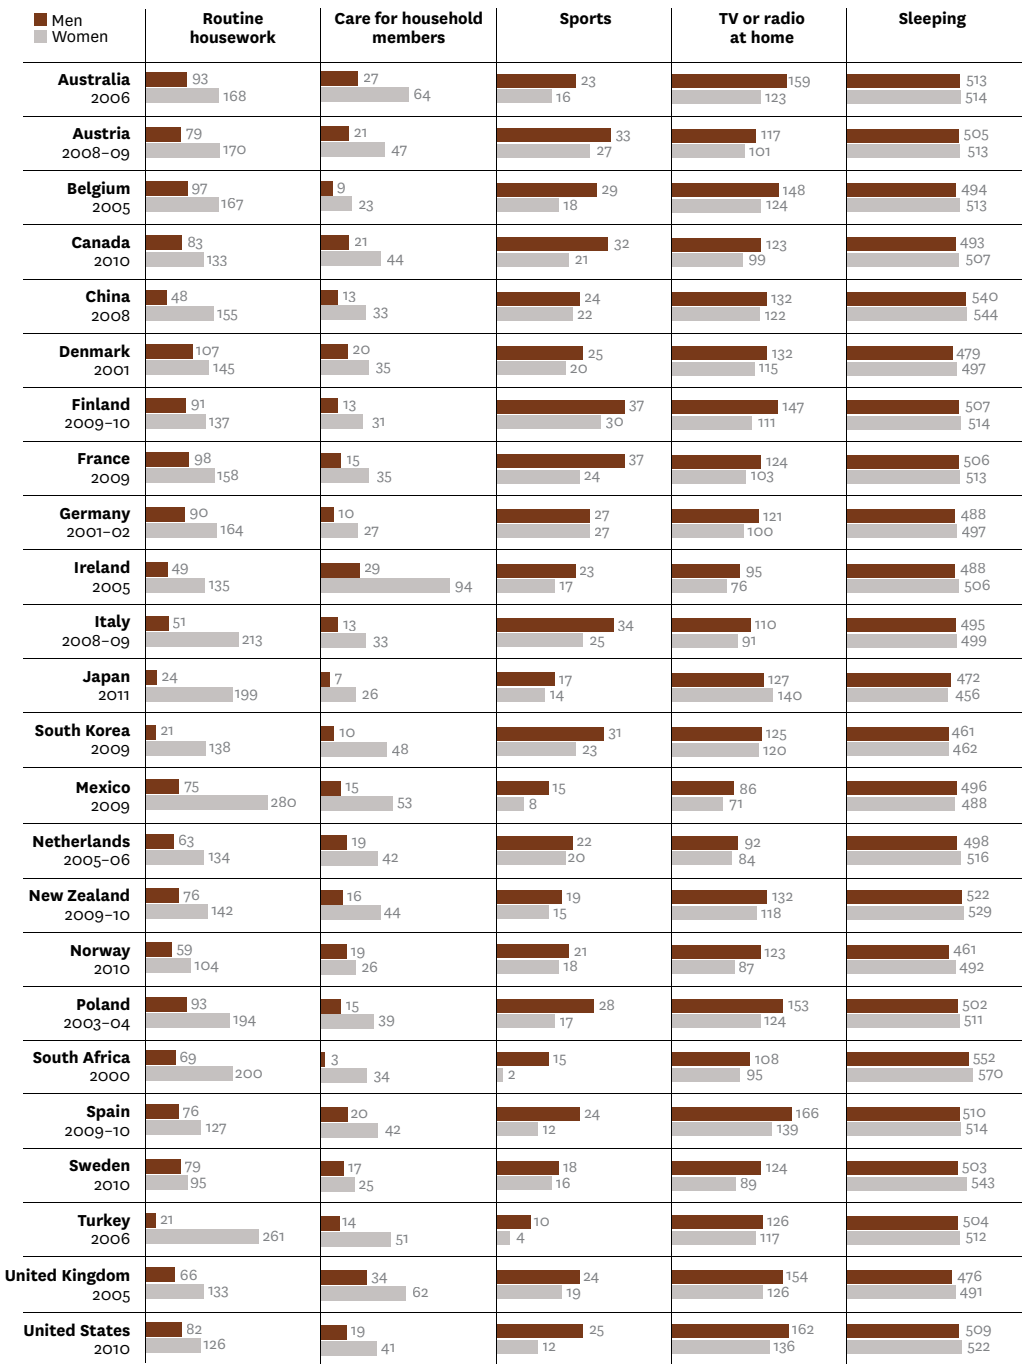 Men
Women
Routine housework
Care for household members
Sports
TV or radio at home
Sleeping
Australia 93 27 23 159 513
2006 168 64 16 123 514
Austria 79 21 33 117 505
2008–09 170 47 27 101 513
Belgium 97 9 29 148 494
2005 167 23 18 124 513
Canada 83 21 32 123 493
2010 133 44 21 99 507
China 48 13 24 132 540
2008 155 33 22 122 544
Denmark 107 20 25 132 479
2001 145 35 20 115 497
Finland 91 13 37 147 507
2009–10 137 31 30 111 514
France 98 15 37 124 506
2009 158 35 24 103 513
Germany 90 10 27 121 488
2001–02 164 27 27 100 497
Ireland 49 29 23 95 488
2005 135 94 17 76 506
Italy 51 13 34 110 495
2008–09 213 33 25 91 499
Japan 24 7 17 127 472
2011 199 26 14 140 456
South Korea 21 10 31 125 461
2009 138 48 23 120 462
Mexico 75 15 15 86 496
2009 280 53 8 71 488
Netherlands 63 19 22 92 498
2005–06 134 42 20 84 516
New Zealand 76 16 19 132 522
2009–10 142 44 15 118 529
Norway 59 19 21 123 461
2010 104 26 18 87 492
Poland 93 15 28 153 502
2003–04 194 39 17 124 511
South Africa 69 3 15 108 552
2000 200 34 2 95 570
Spain 76 20 24 166 510
2009–10 127 42 12 139 514
Sweden 79 17 18 124 503
2010 95 25 16 89 543
Turkey 21 14 10 126 504
2006 261 51 4 117 512
United Kingdom 66 34 24 154 476
2005 133 62 19 126 491
United States 82 19 25 162 509
2010 126 41 12 136 522